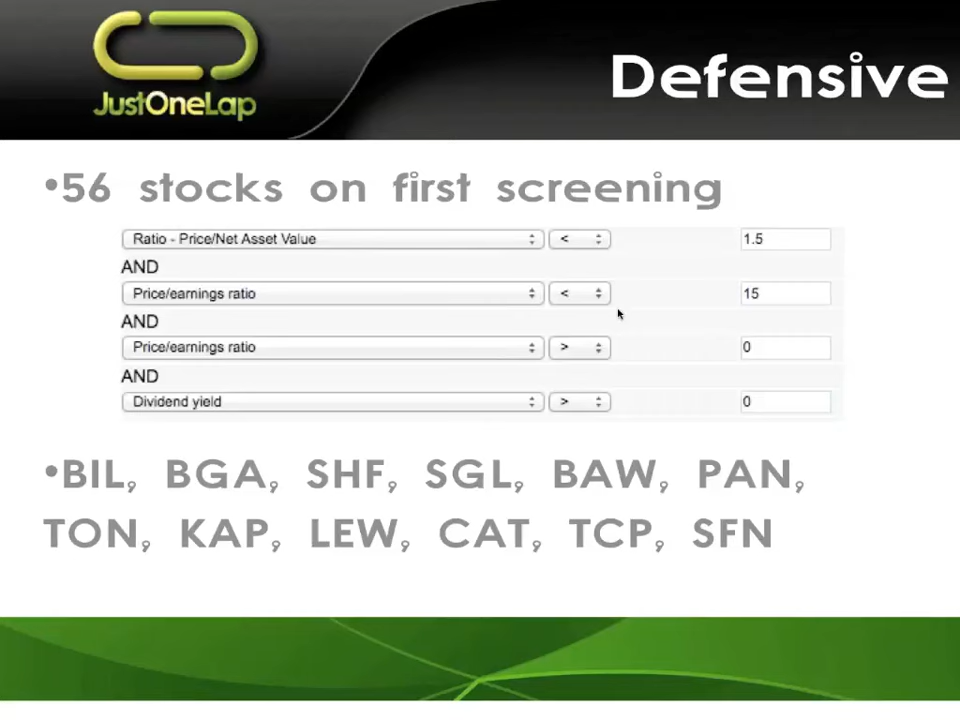 JustOneLap
Defensive
•56 stocks on first screening
Ratio - Price/Net Asset Value < 1.5
AND
Price/earnings ratio < 15
AND
Price/earnings ratio > 0
AND
Dividend yield > 0
•BIL, BGA, SHF, SGL, BAW, PAN,
TON, KAP, LEW, CAT, TCP, SFN